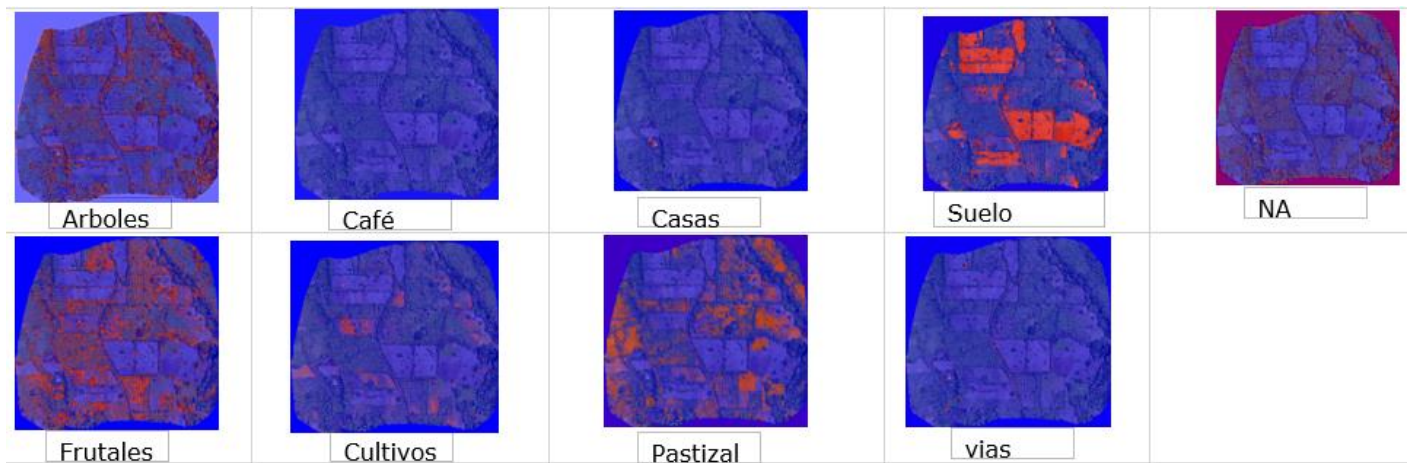 Arboles
Café
Casas
Suelo
NA
Frutales
Cultivos
Pastizal
vias